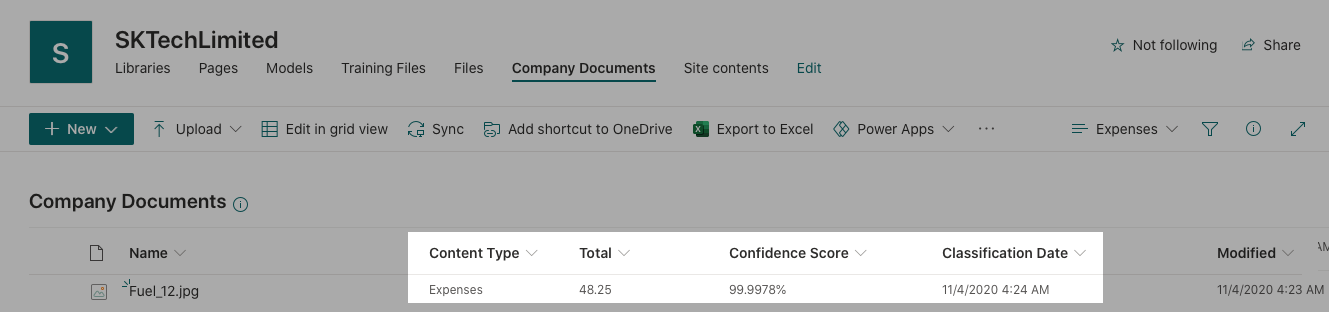 S
SKTechLimited
Not following Share
Libraries Pages Models Training Files Files Company Documents Site contents Edit
New Upload Edit in grid view Sync Add shortcut to OneDrive Export to Excel Power Apps ··· Expenses
Company Documents
Name Content Type Total Confidence Score Classification Date Modified
Fuel_12.jpg Expenses 48.25 99.9978% 11/4/2020 4:24 AM 11/4/2020 4:23 AM